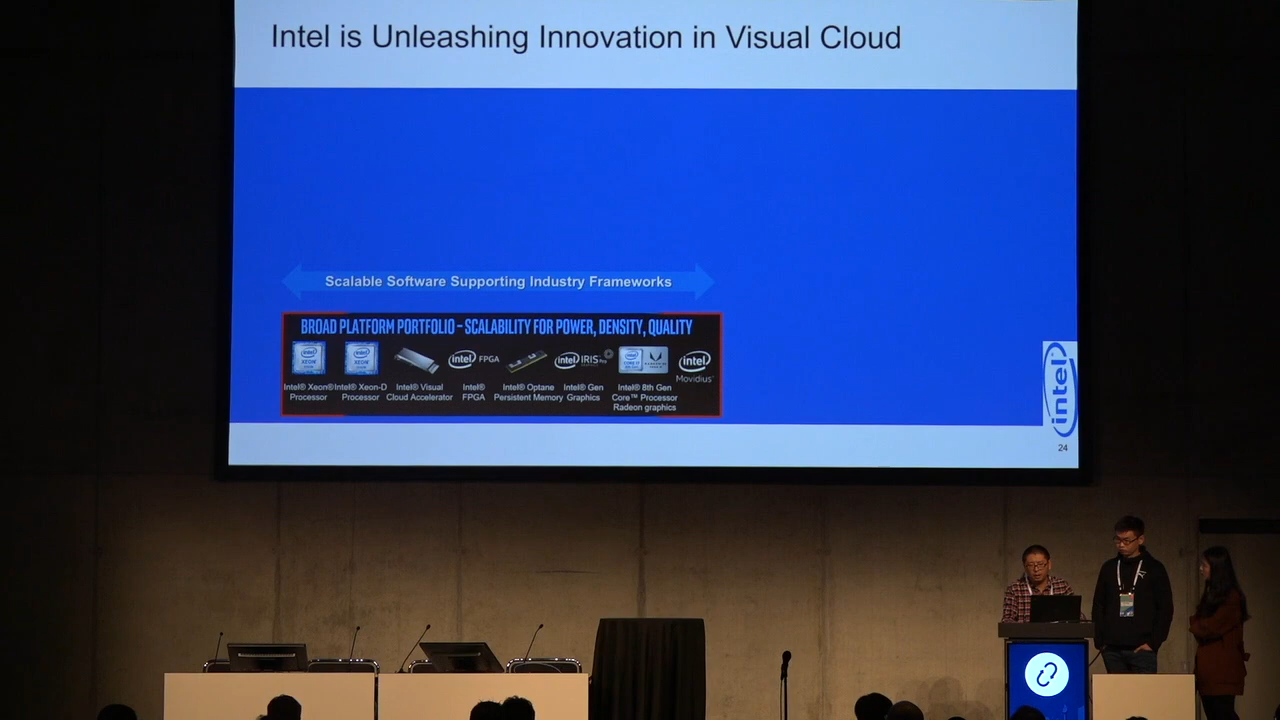 Intel is Unleashing Innovation in Visual Cloud
Scalable Software Supporting Industry Frameworks
BROAD PLATFORM PORTFOLIO – SCALABILITY FOR POWER, DENSITY, QUALITY
intel FPGA
intel IRIS
intel
Movidius
Intel® Xeon® Processor
Intel® Xeon-D Processor
Intel® Visual Cloud Accelerator
Intel® FPGA
Intel® Optane Persistent Memory
Intel® Gen Graphics
Intel® 8th Gen Core™ Processor Radeon graphics
intel
24